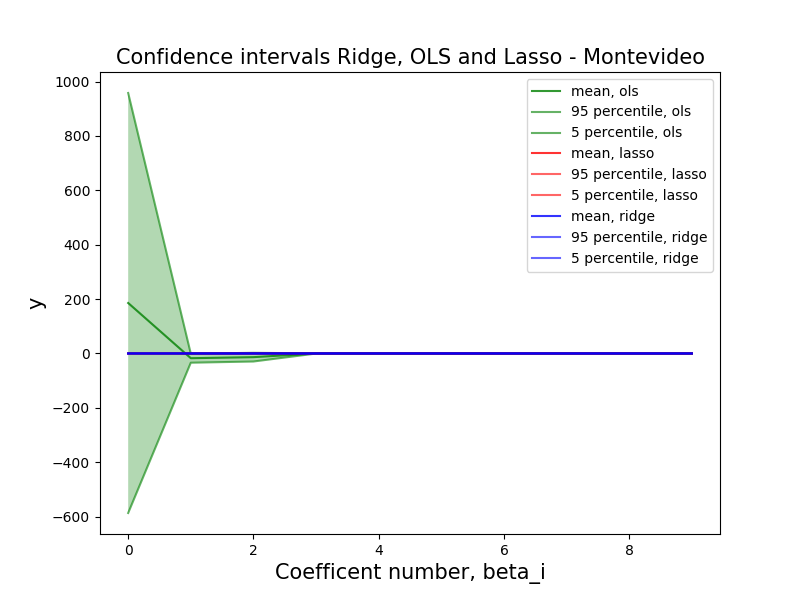 Confidence intervals Ridge, OLS and Lasso - Montevideo
1000
800
600
400
200
0
−200
−400
−600
y
mean, ols
95 percentile, ols
5 percentile, ols
mean, lasso
95 percentile, lasso
5 percentile, lasso
mean, ridge
95 percentile, ridge
5 percentile, ridge
0 2 4 6 8
Coefficent number, beta_i